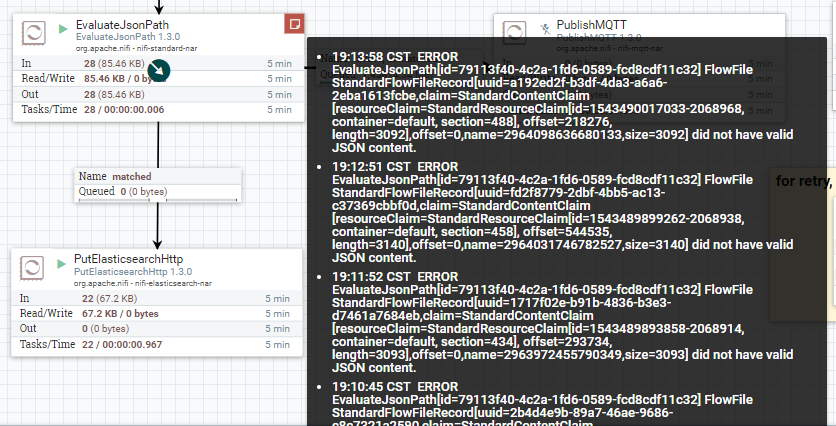 EvaluateJsonPath
EvaluateJsonPath 1.3.0
org.apache.nifi - nifi-standard-nar
In 28 (85.46 KB) 5 min
Read/Write 85.46 KB / 0 by 5 min
Out 28 (85.46 KB) 5 min
Tasks/Time 28 / 00:00:00.006 5 min
Name matched
Queued 0 (0 bytes)
PutElasticsearchHttp
PutElasticsearchHttp 1.3.0
org.apache.nifi - nifi-elasticsearch-nar
In 22 (67.2 KB) 5 min
Read/Write 67.2 KB / 0 bytes 5 min
Out 0 (0 bytes) 5 min
Tasks/Time 22 / 00:00:00.967 5 min
PublishMQTT
PublishMQTT 1.3.0
org.apache.nifi - nifi-mqtt-nar
5 min
Name
• 19:13:58 CST ERROR
EvaluateJsonPath[id=79113f40-4c2a-1fd6-0589-fcd8cdf11c32] FlowFile
StandardFlowFileRecord[uuid=a192ed2f-b3df-4da3-a6a6-
2eba1613fcbe,claim=StandardContentClaim
[resourceClaim=StandardResourceClaim[id=1543490017033-2068968,
container=default, section=488], offset=218276,
length=3092],offset=0,name=2964098636680133,size=3092] did not have valid
JSON content.
• 19:12:51 CST ERROR
EvaluateJsonPath[id=79113f40-4c2a-1fd6-0589-fcd8cdf11c32] FlowFile
StandardFlowFileRecord[uuid=fd2f8779-2dbf-4bb5-ac13-
c37369cbbf0d,claim=StandardContentClaim
[resourceClaim=StandardResourceClaim[id=1543489899262-2068938,
container=default, section=458], offset=544535,
length=3140],offset=0,name=2964031746782527,size=3140] did not have valid
JSON content.
• 19:11:52 CST ERROR
EvaluateJsonPath[id=79113f40-4c2a-1fd6-0589-fcd8cdf11c32] FlowFile
StandardFlowFileRecord[uuid=1717f02e-b91b-4836-b3e3-
d7461a7684eb,claim=StandardContentClaim
[resourceClaim=StandardResourceClaim[id=1543489893858-2068914,
container=default, section=434], offset=293734,
length=3093],offset=0,name=2963972455790349,size=3093] did not have valid
JSON content.
• 19:10:45 CST ERROR
EvaluateJsonPath[id=79113f40-4c2a-1fd6-0589-fcd8cdf11c32] FlowFile
StandardFlowFileRecord[uuid=2b4d4e9b-89a7-46ae-9686-
for retry,